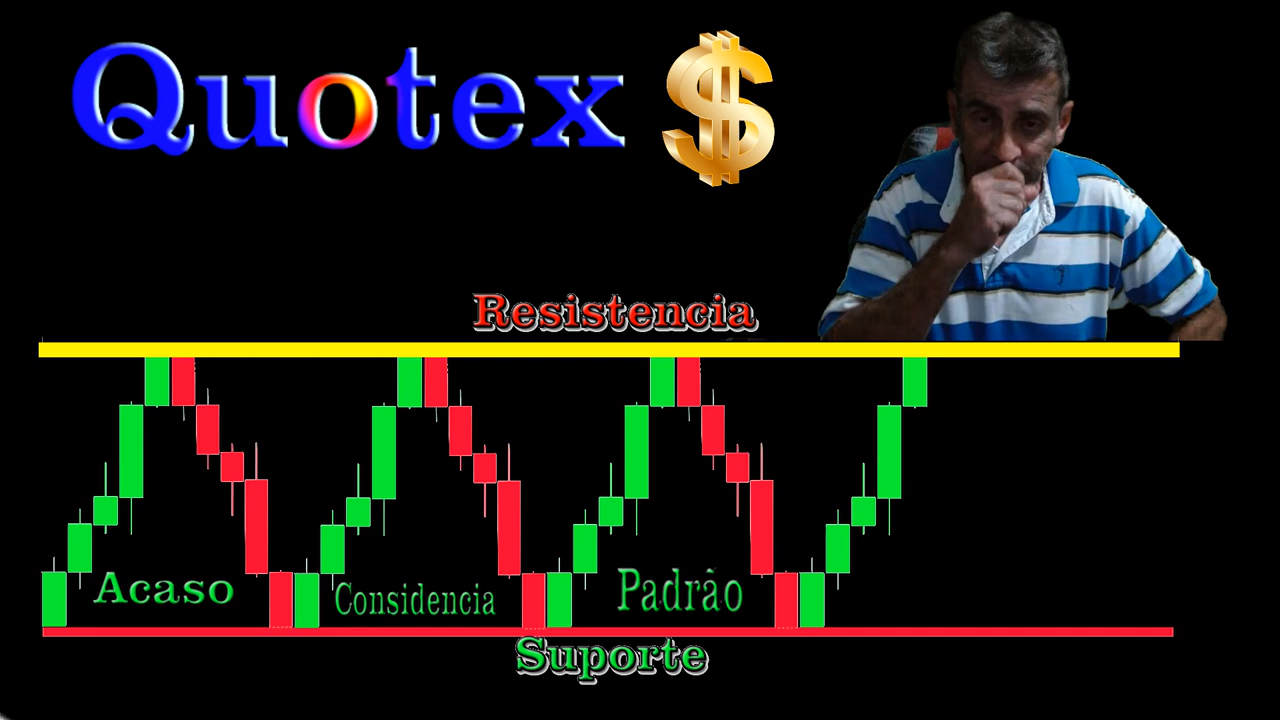 Quotex $
Resistencia
Acaso
Considencia
Padrão
Suporte